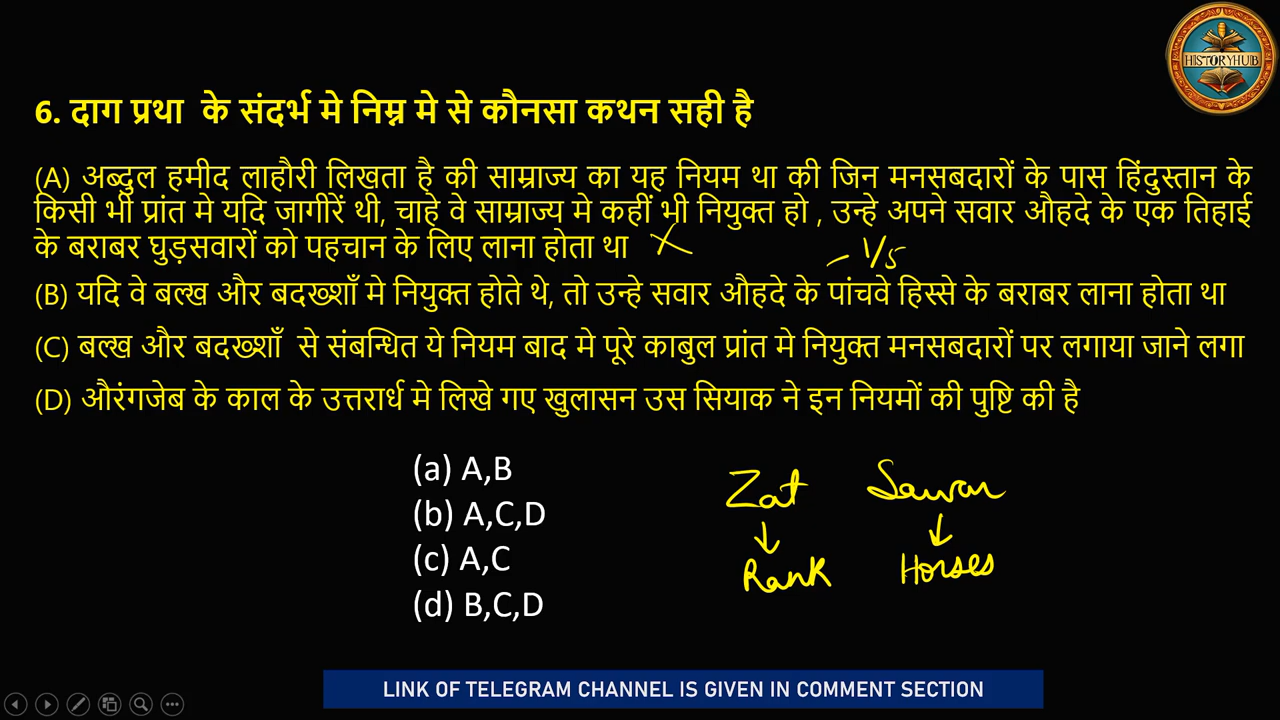 HISTORYHUB
6. दाग प्रथा के संदर्भ मे निम्न मे से कौनसा कथन सही है
(A) अब्दुल हमीद लाहौरी लिखता है की साम्राज्य का यह नियम था की जिन मनसबदारों के पास हिंदुस्तान के
किसी भी प्रांत मे यदि जागीरें थी, चाहे वे साम्राज्य मे कहीं भी नियुक्त हो , उन्हे अपने सवार औहदे के एक तिहाई
के बराबर घुड़सवारों को पहचान के लिए लाना होता था
– 1/5
(B) यदि वे बल्ख और बदख्शाँ मे नियुक्त होते थे, तो उन्हे सवार औहदे के पांचवे हिस्से के बराबर लाना होता था
(C) बल्ख और बदख्शाँ से संबन्धित ये नियम बाद मे पूरे काबुल प्रांत मे नियुक्त मनसबदारों पर लगाया जाने लगा
(D) औरंगजेब के काल के उत्तरार्ध मे लिखे गए खुलासन उस सियाक ने इन नियमों की पुष्टि की है
(a) A,B
(b) A,C,D
(c) A,C
(d) B,C,D
Zat Sawar
Rank Horses
LINK OF TELEGRAM CHANNEL IS GIVEN IN COMMENT SECTION